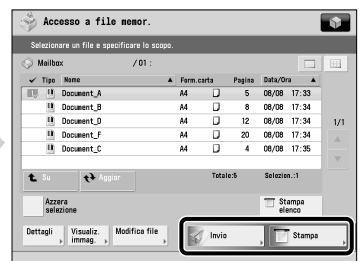 Accesso a file memor.
Selezionare un file e specificare lo scopo.
Mailbox /01 :
✓ Tipo Nome ▲ Form.carta Pagina Data/Ora ▲
Document_A A4 5 08/08 17:33
Document_B A4 8 08/08 17:34
Document_D A4 12 08/08 17:34
Document_F A4 20 08/08 17:34
Document_C A4 4 08/08 17:35
1/1
Su Aggior Totale:6 Selezion.:1
Azzera selezione Stampa elenco
Dettagli Visualiz. immag. Modifica file Invio Stampa